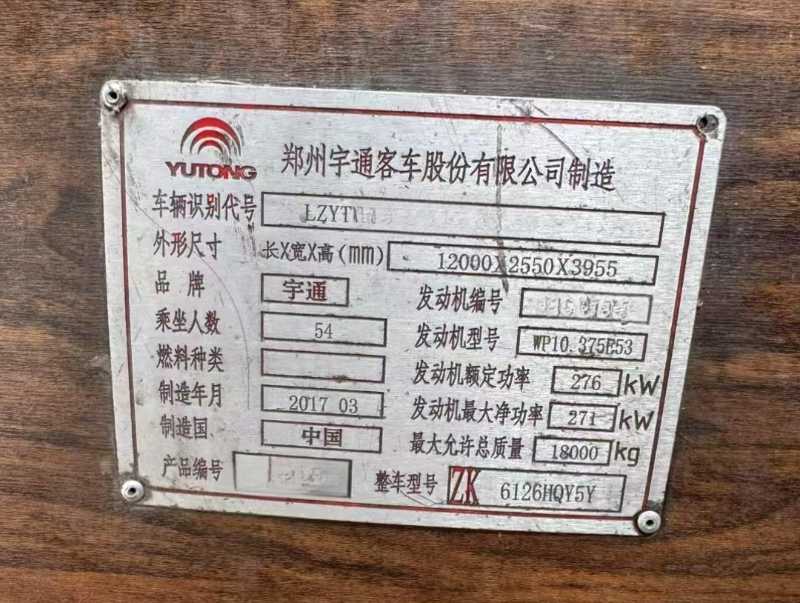 YUTONG
郑州宇通客车股份有限公司制造
车辆识别代号 LZYT
外形尺寸 长X宽X高(mm) 12000X2550X3955
品牌 宇通 发动机编号
乘坐人数 54 发动机型号 WP10.375E53
燃料种类 发动机额定功率 276 kW
制造年月 2017 03 发动机最大净功率 271 kW
制造国 中国 最大允许总质量 18000 kg
产品编号 整车型号 ZK 6126HQY5Y